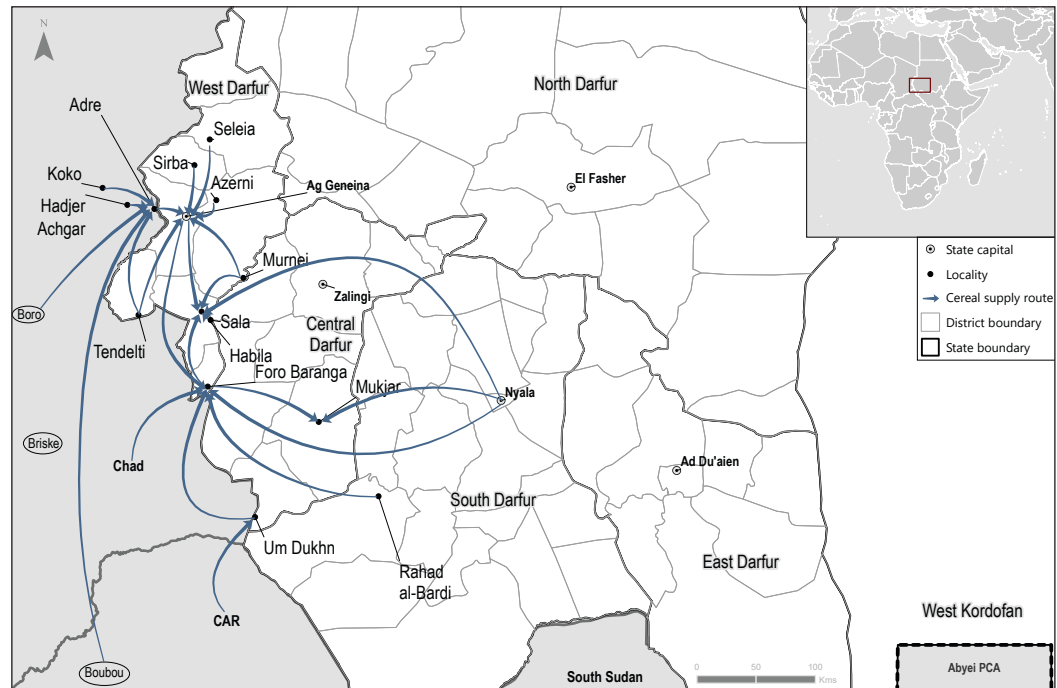 N
West Darfur
North Darfur
Adre
Seleia
Sirba
Koko
Azerni
Ag Geneina
El Fasher
Hadjer
Achgar
Murnei
Zalingi
Boro
Sala
Central
Darfur
Tendelti
Habila
Foro Baranga
Mukjar
Nyala
Briske
Chad
Ad Du'aien
South Darfur
Um Dukhn
Rahad
al-Bardi
East Darfur
CAR
West Kordofan
Boubou
South Sudan
0 50 100
Kms
Abyei PCA
State capital
Locality
Cereal supply route
District boundary
State boundary